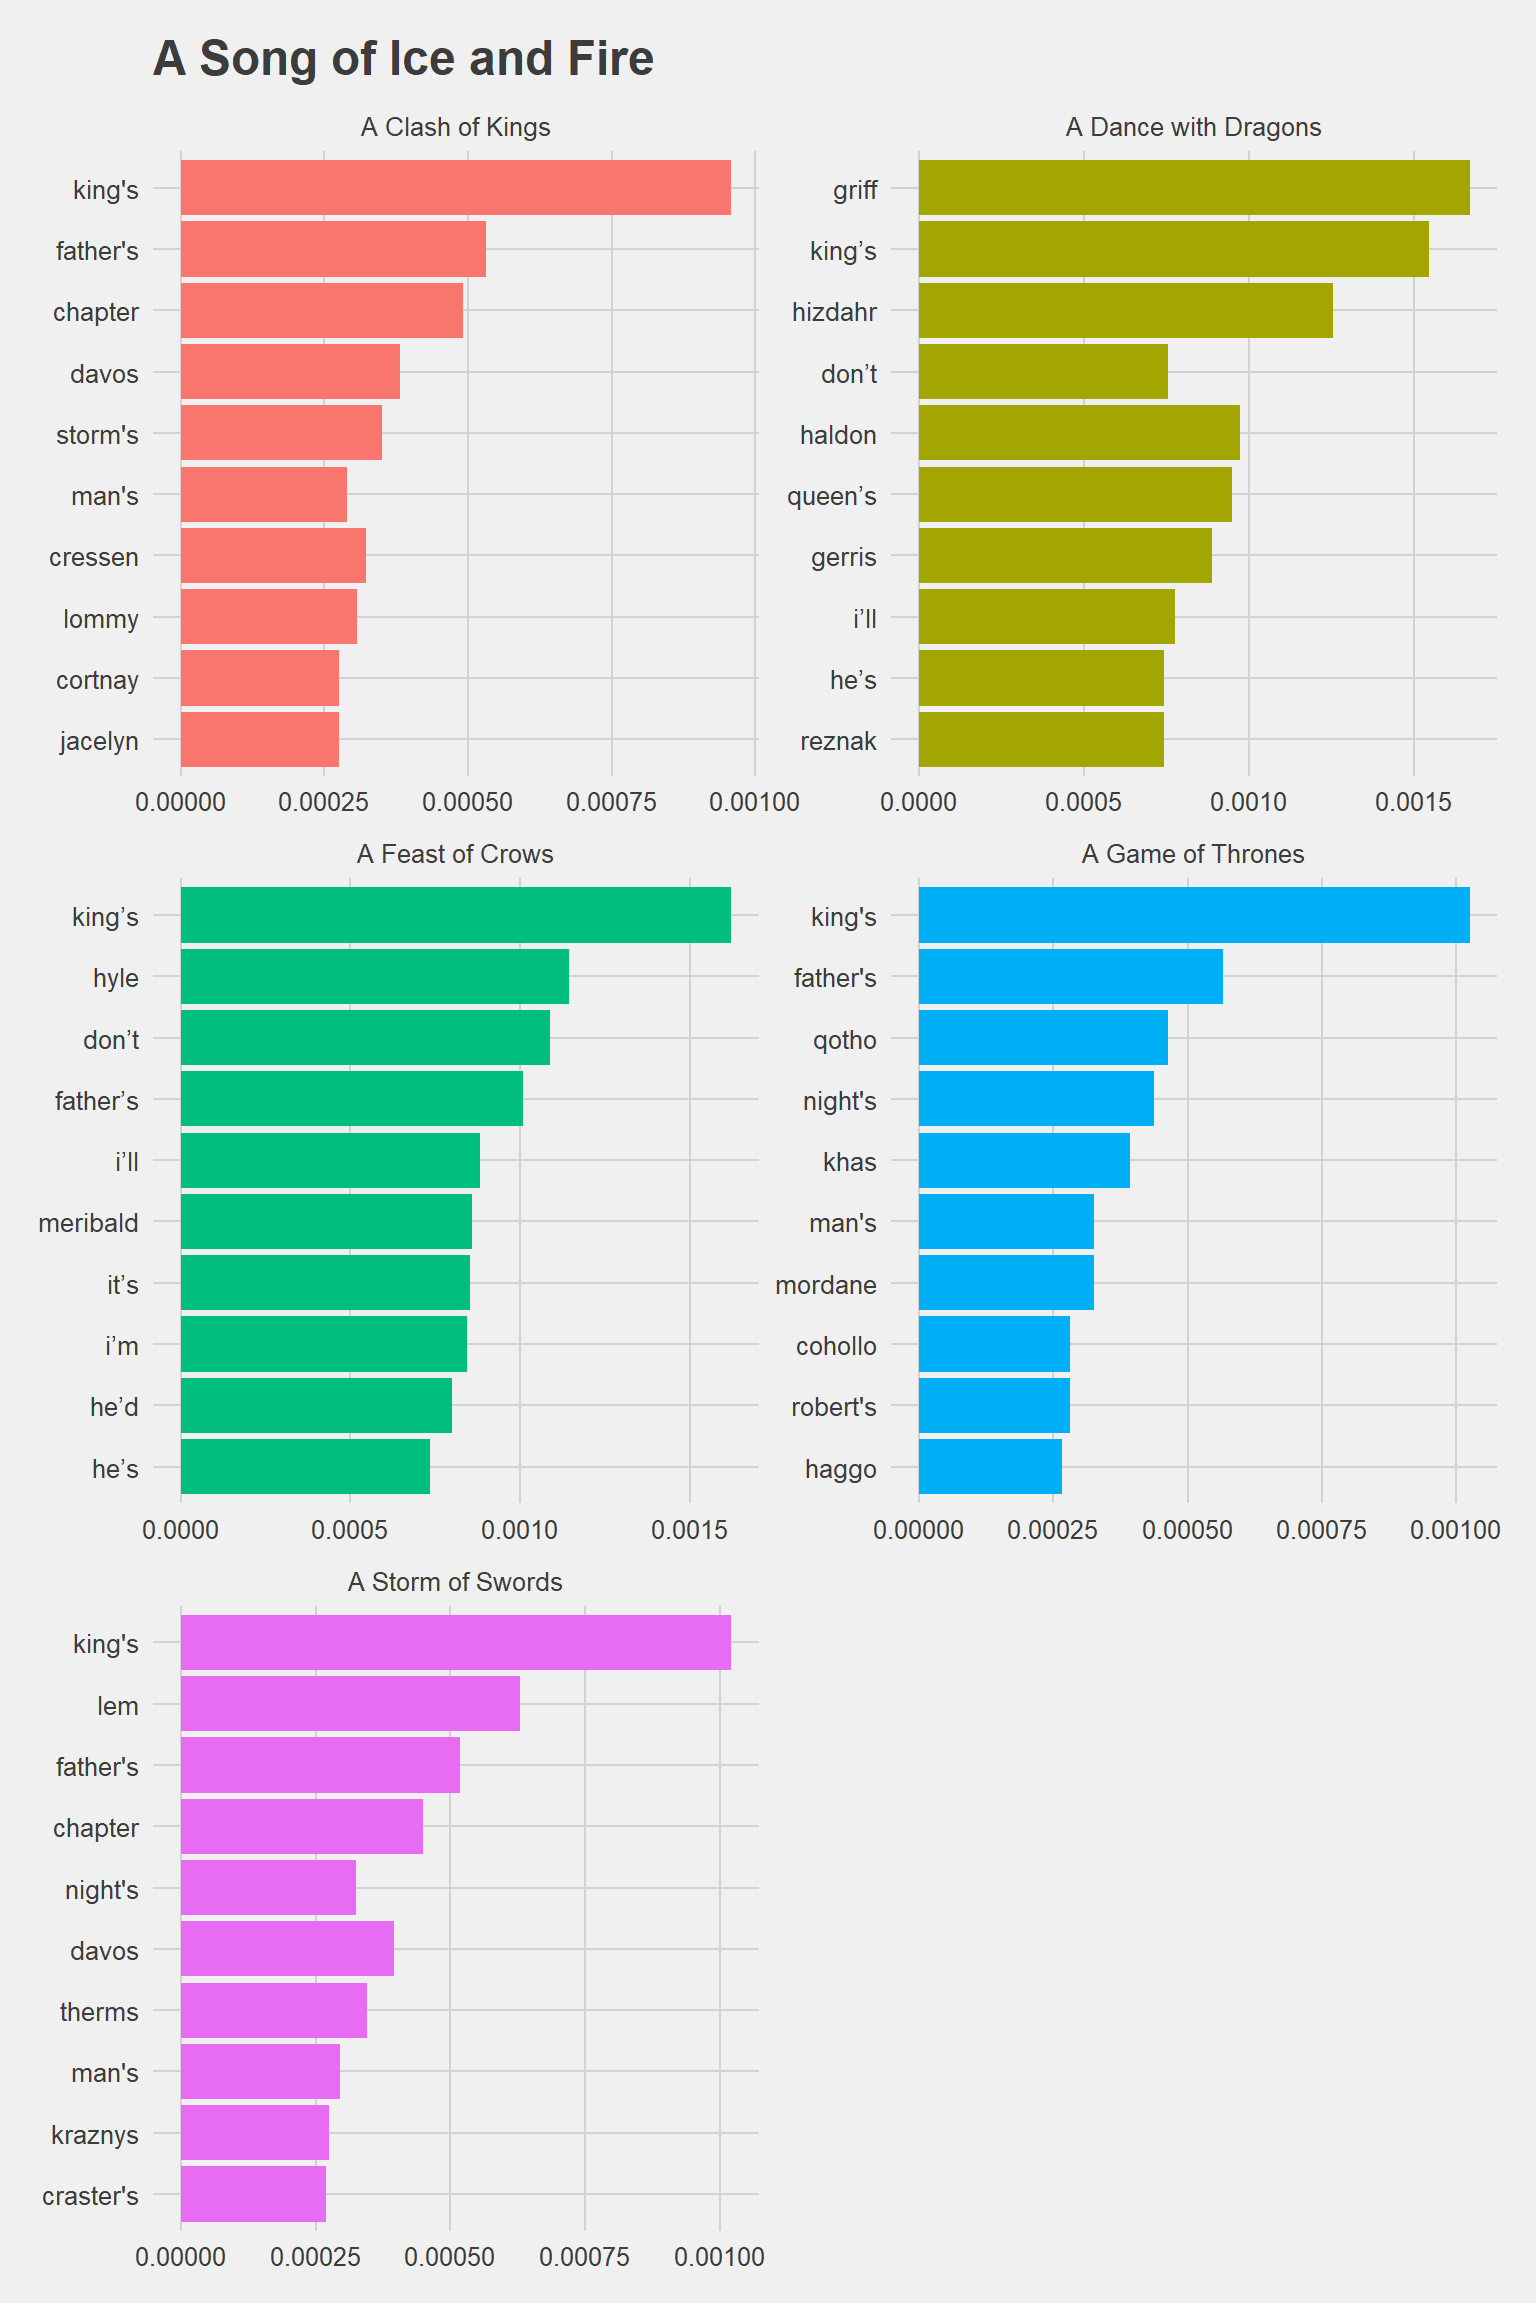 A Song of Ice and Fire
A Clash of Kings
king's
father's
chapter
davos
storm's
man's
cressen
lommy
cortnay
jacelyn
0.00000 0.00025 0.00050 0.00075 0.00100
A Dance with Dragons
griff
king’s
hizdahr
don’t
haldon
queen’s
gerris
i’ll
he’s
reznak
0.0000 0.0005 0.0010 0.0015
A Feast of Crows
king’s
hyle
don’t
father’s
i’ll
meribald
it’s
i’m
he’d
he’s
0.0000 0.0005 0.0010 0.0015
A Game of Thrones
king's
father's
qotho
night's
khas
man's
mordane
cohollo
robert's
haggo
0.00000 0.00025 0.00050 0.00075 0.00100
A Storm of Swords
king's
lem
father's
chapter
night's
davos
therms
man's
kraznys
craster's
0.00000 0.00025 0.00050 0.00075 0.00100